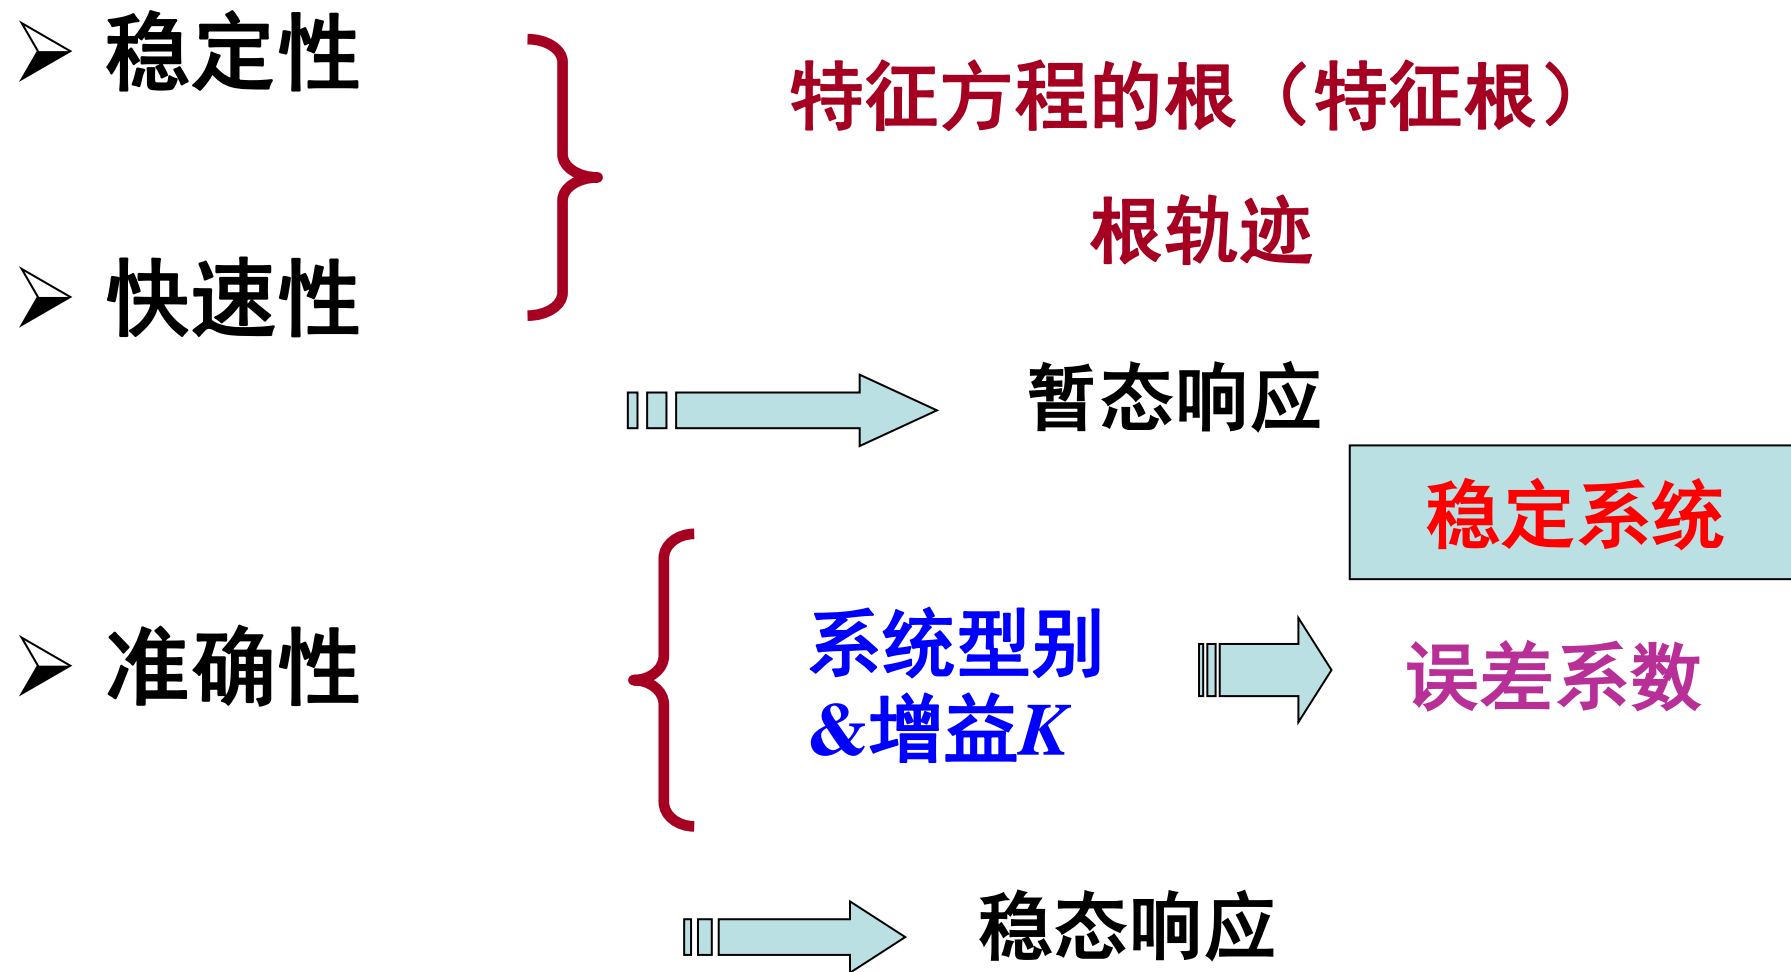 稳定性
特征方程的根（特征根）
根轨迹
快速性
暂态响应
稳定系统
准确性
系统型别
&增益K
误差系数
稳态响应